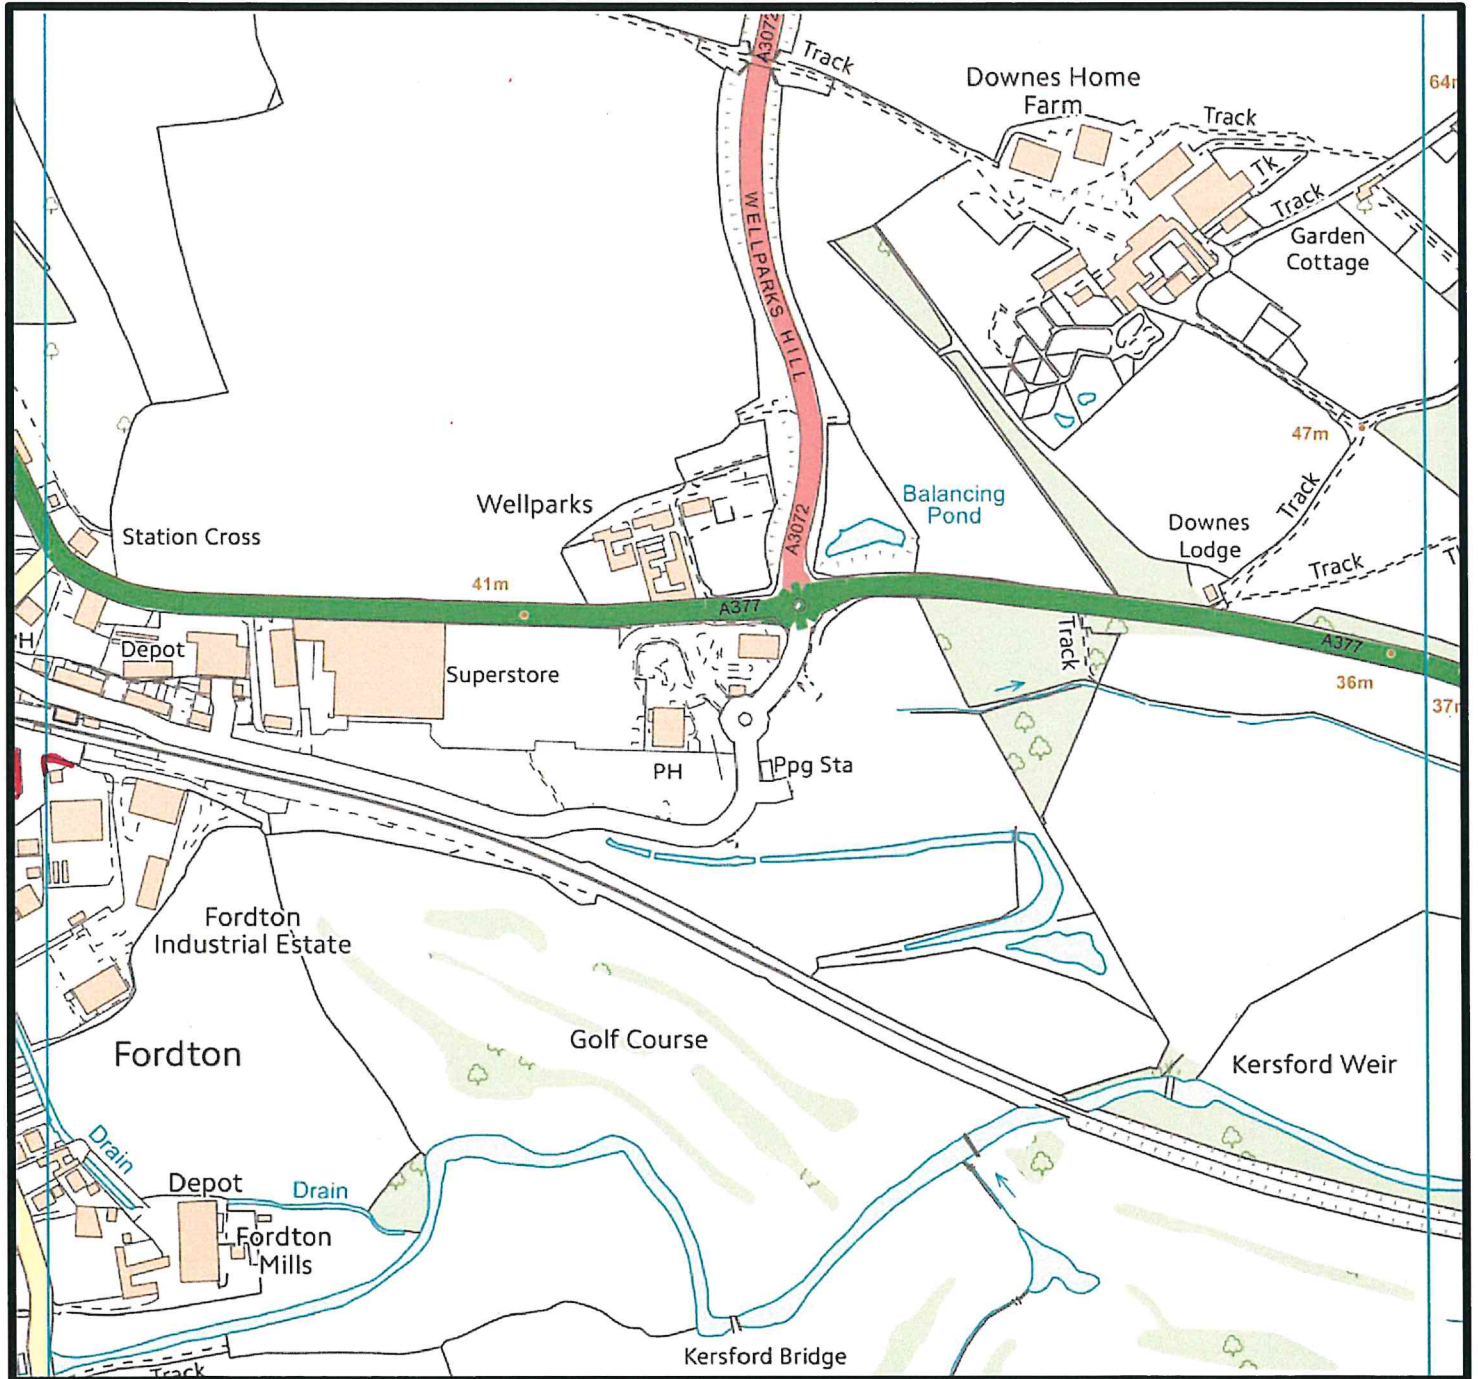 A3072
Track
Downes Home
Farm
64m
Track
Tk
Track
WELLPARKS HILL
Garden
Cottage
47m
Wellparks
Balancing
Pond
Track
Station Cross
A3072
Downes
Lodge
41m
Track
A377
Depot
Track
A377
Superstore
36m
PH
Ppg Sta
Fordton
Industrial Estate
Golf Course
Fordton
Kersford Weir
Drain
Depot
Drain
Fordton
Mills
Kersford Bridge
Track